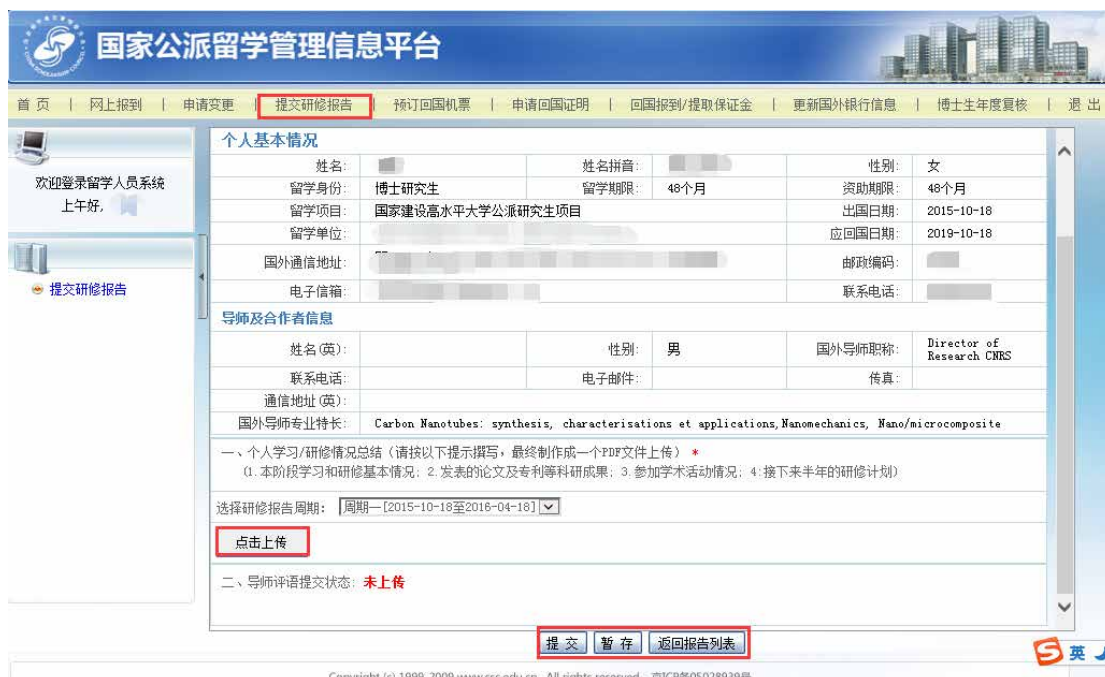 国家公派留学管理信息平台
首 页 | 网上报到 | 申请变更 | 提交研修报告 | 预订回国机票 | 申请回国证明 | 回国报到/提取保证金 | 更新国外银行信息 | 博士生年度复核 | 退 出
欢迎登录留学人员系统
上午好,
提交研修报告
个人基本情况
姓名: 姓名拼音: 性别: 女
留学身份: 博士研究生 留学期限: 48个月 资助期限: 48个月
留学项目: 国家建设高水平大学公派研究生项目 出国日期: 2015-10-18
留学单位: 应回国日期: 2019-10-18
国外通信地址: 邮政编码:
电子信箱: 联系电话:
导师及合作者信息
姓名(英): 性别: 男 国外导师职称: Director of Research CNRS
联系电话: 电子邮件: 传真:
通信地址(英):
国外导师专业特长: Carbon Nanotubes: synthesis, characterisations et applications,Nanomechanics, Nano/microcomposite
一、个人学习/研修情况总结(请按以下提示撰写,最终制作成一个PDF文件上传) *
(1.本阶段学习和研修基本情况; 2.发表的论文及专利等科研成果; 3.参加学术活动情况; 4:接下来半年的研修计划)
选择研修报告周期: 周期一[2015-10-18至2016-04-18]
点击上传
二、导师评语提交状态: 未上传
提 交 暂 存 返回报告列表
英